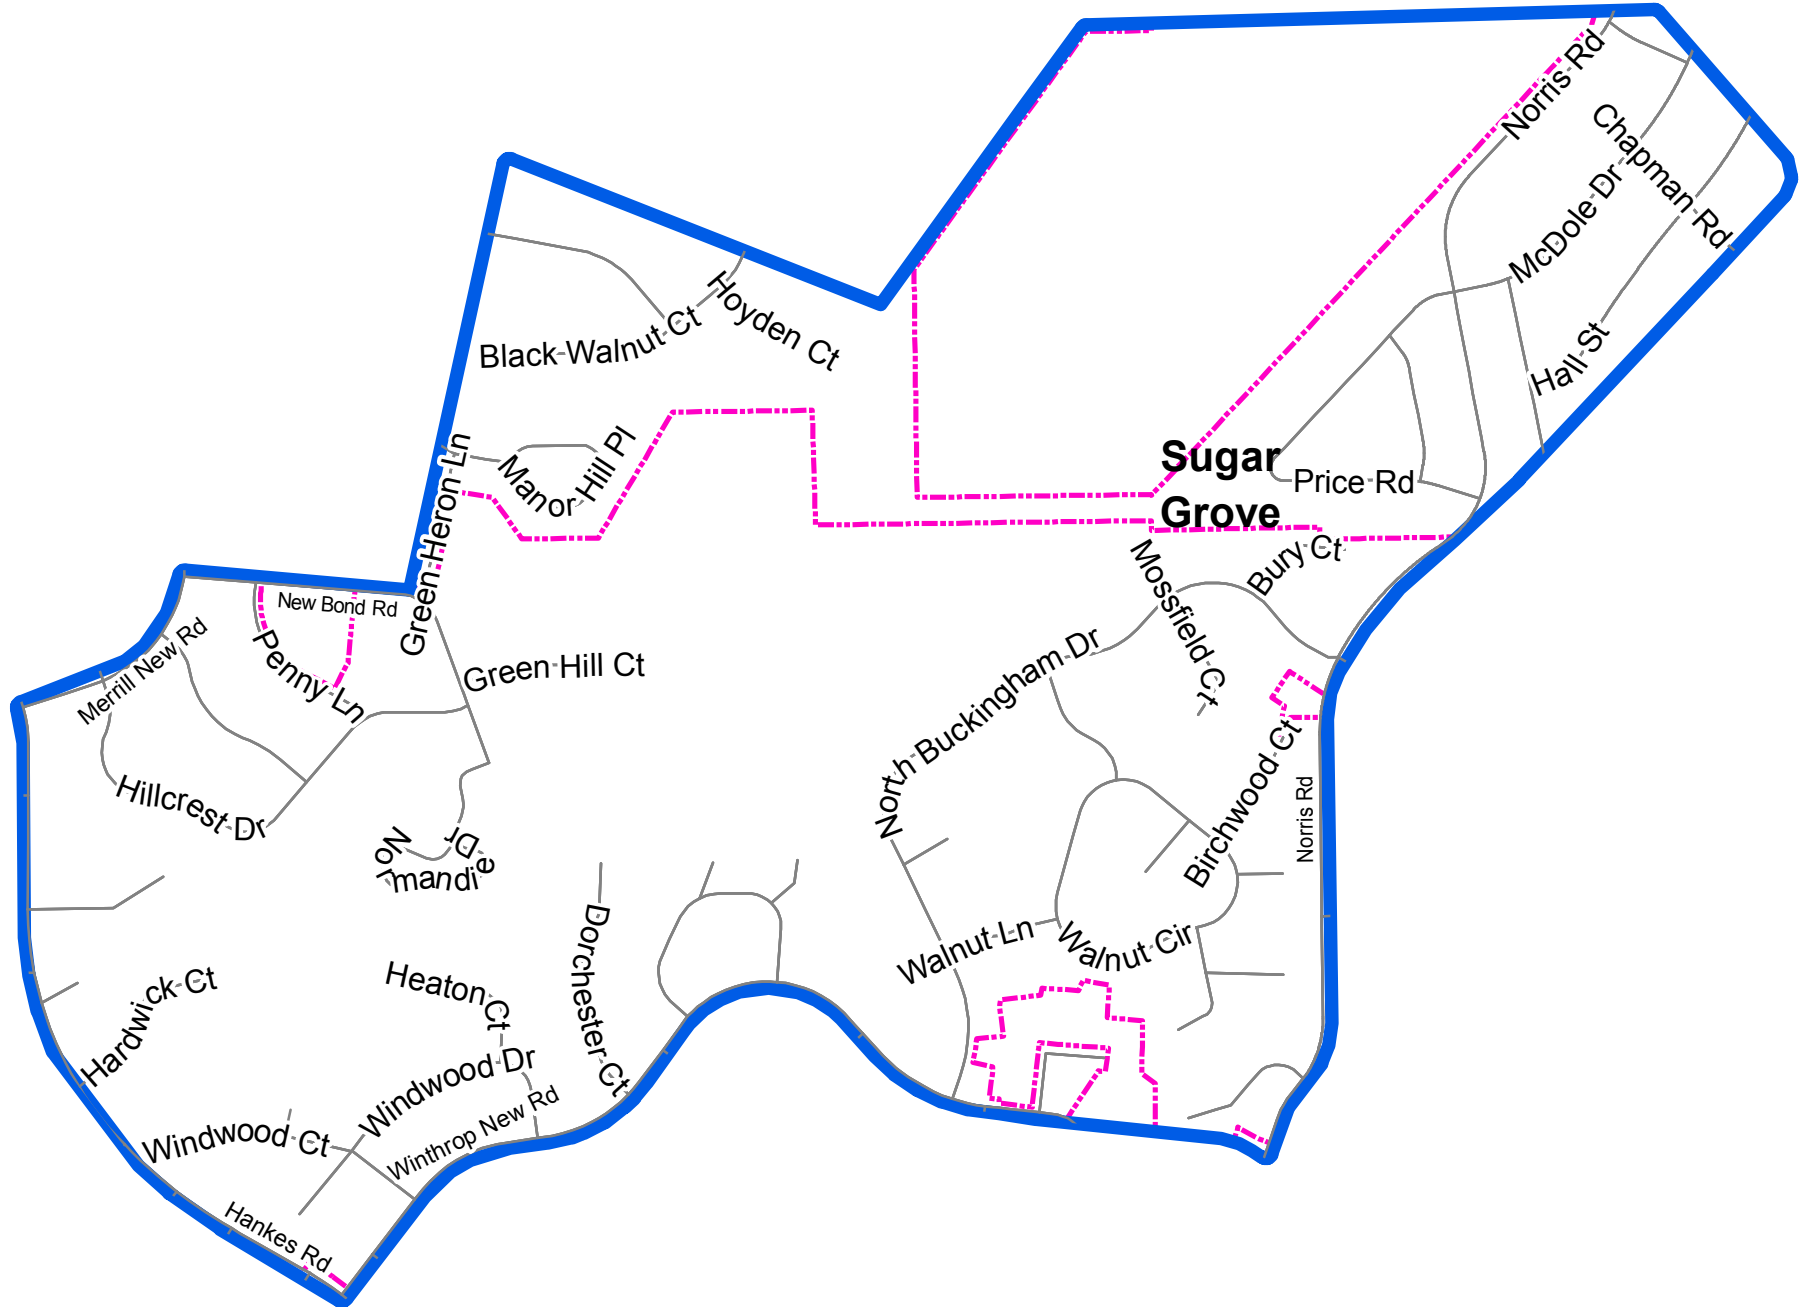 Norris Rd
Chapman Rd
McDole Dr
Hoyden Ct
Black Walnut Ct
Hall St
Green Heron Ln
Manor Hill Pl
Sugar
Grove
Price Rd
Bury Ct
Mossfield Ct
New Bond Rd
Merrill New Rd
Penny Ln
Green Hill Ct
North Buckingham Dr
Birchwood Ct
Norris Rd
Hillcrest Dr
Normandie Dr
Walnut Ln
Walnut Cir
Dorchester Ct
Heaton Ct
Hardwick Ct
Windwood Dr
Windwood Ct
Winthrop New Rd
Hankes Rd